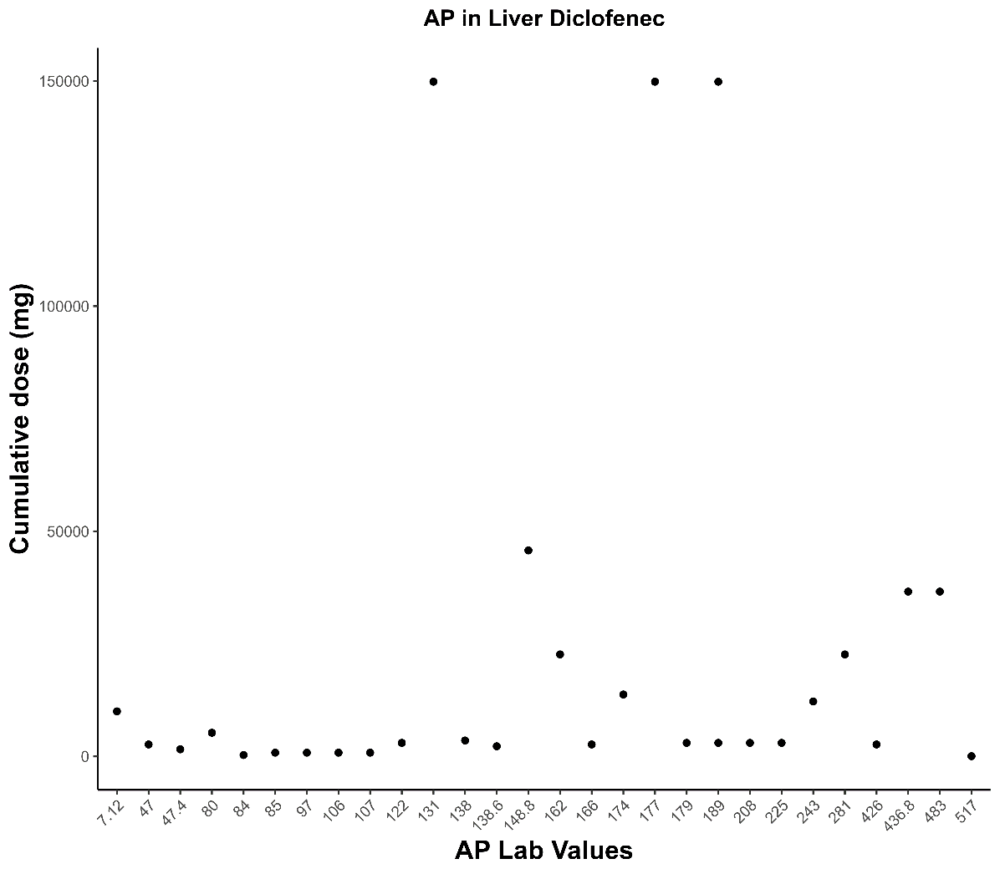 AP in Liver Diclofenec
150000
100000
50000
0
Cumulative dose (mg)
7.12 47 47.4 80 84 85 97 106 107 122 131 138 138.6 148.8 162 166 174 177 179 189 208 225 243 281 426 436.8 483 517
AP Lab Values